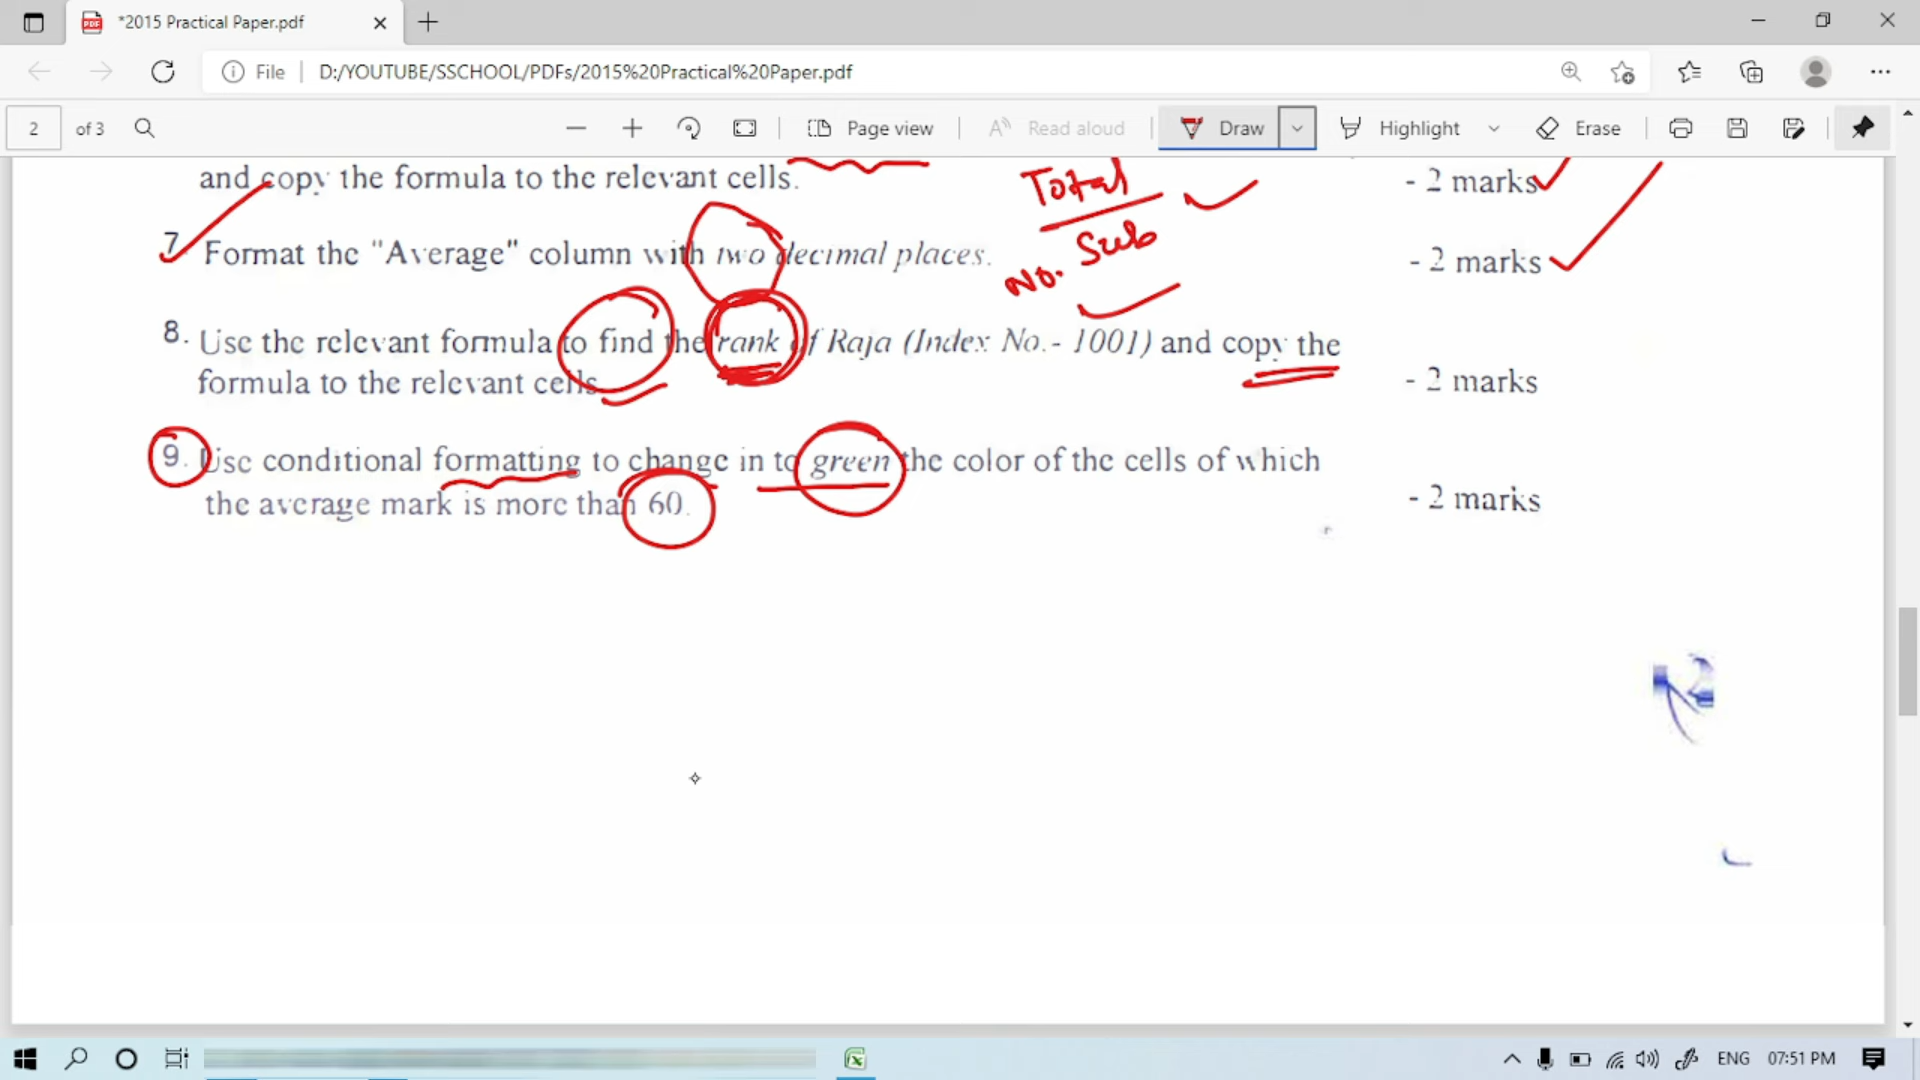 *2015 Practical Paper.pdf
File
D:/YOUTUBE/SSCHOOL/PDFs/2015%20Practical%20Paper.pdf
2 of 3
Page view
Read aloud
Draw
Highlight
Erase
and copy the formula to the relevant cells. - 2 marks
Total
Sub
No.
7. Format the "Average" column with two decimal places. - 2 marks
8. Use the relevant formula to find the rank of Raja (Index No.- 1001) and copy the
formula to the relevant cells. - 2 marks
9. Use conditional formatting to change in to green the color of the cells of which
the average mark is more than 60. - 2 marks
ENG 07:51 PM